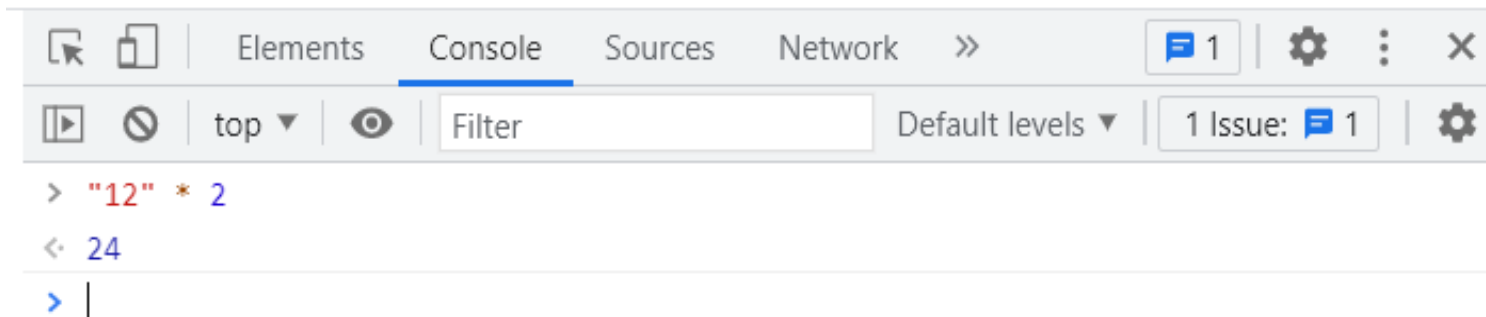 Elements Console Sources Network » 1
top ▼ Filter Default levels ▼ 1 Issue: 1
> "12" * 2
<· 24
>